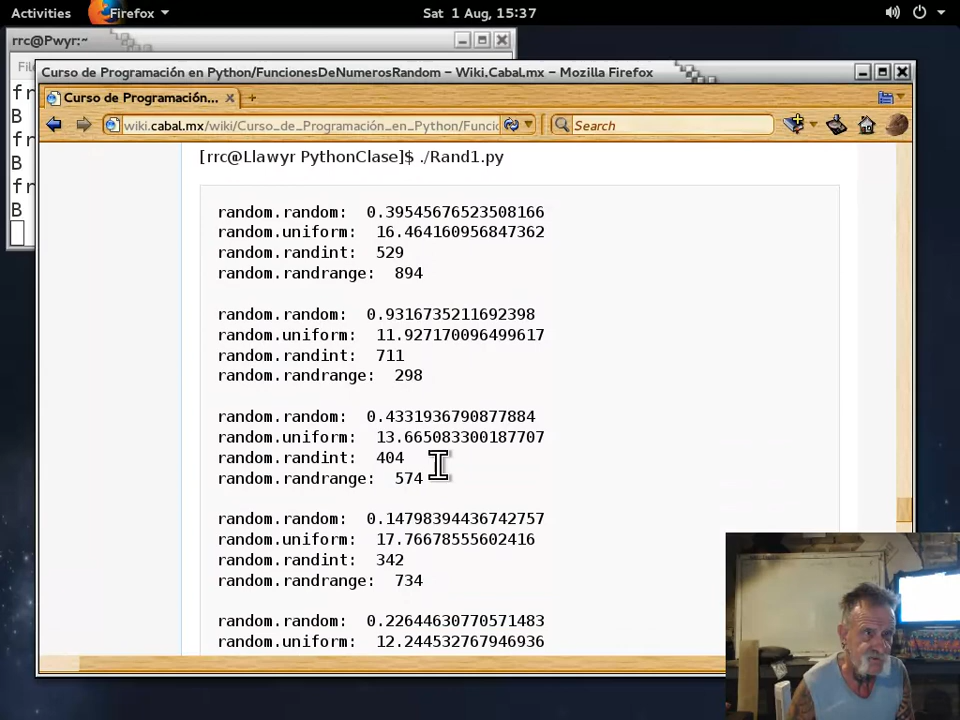 Activities Firefox Sat 1 Aug, 15:37
rrc@Pwyr:~
Curso de Programación en Python/FuncionesDeNumerosRandom – Wiki.Cabal.mx – Mozilla Firefox
Curso de Programación...
wiki.cabal.mx/wiki/Curso_de_Programación_en_Python/Funcio
Search
fr
B
fr
B
fr
B
[rrc@Llawyr PythonClase]$ ./Rand1.py
random.random: 0.39545676523508166
random.uniform: 16.464160956847362
random.randint: 529
random.randrange: 894
random.random: 0.9316735211692398
random.uniform: 11.927170096499617
random.randint: 711
random.randrange: 298
random.random: 0.4331936790877884
random.uniform: 13.665083300187707
random.randint: 404
random.randrange: 574
random.random: 0.14798394436742757
random.uniform: 17.76678555602416
random.randint: 342
random.randrange: 734
random.random: 0.22644630770571483
random.uniform: 12.244532767946936